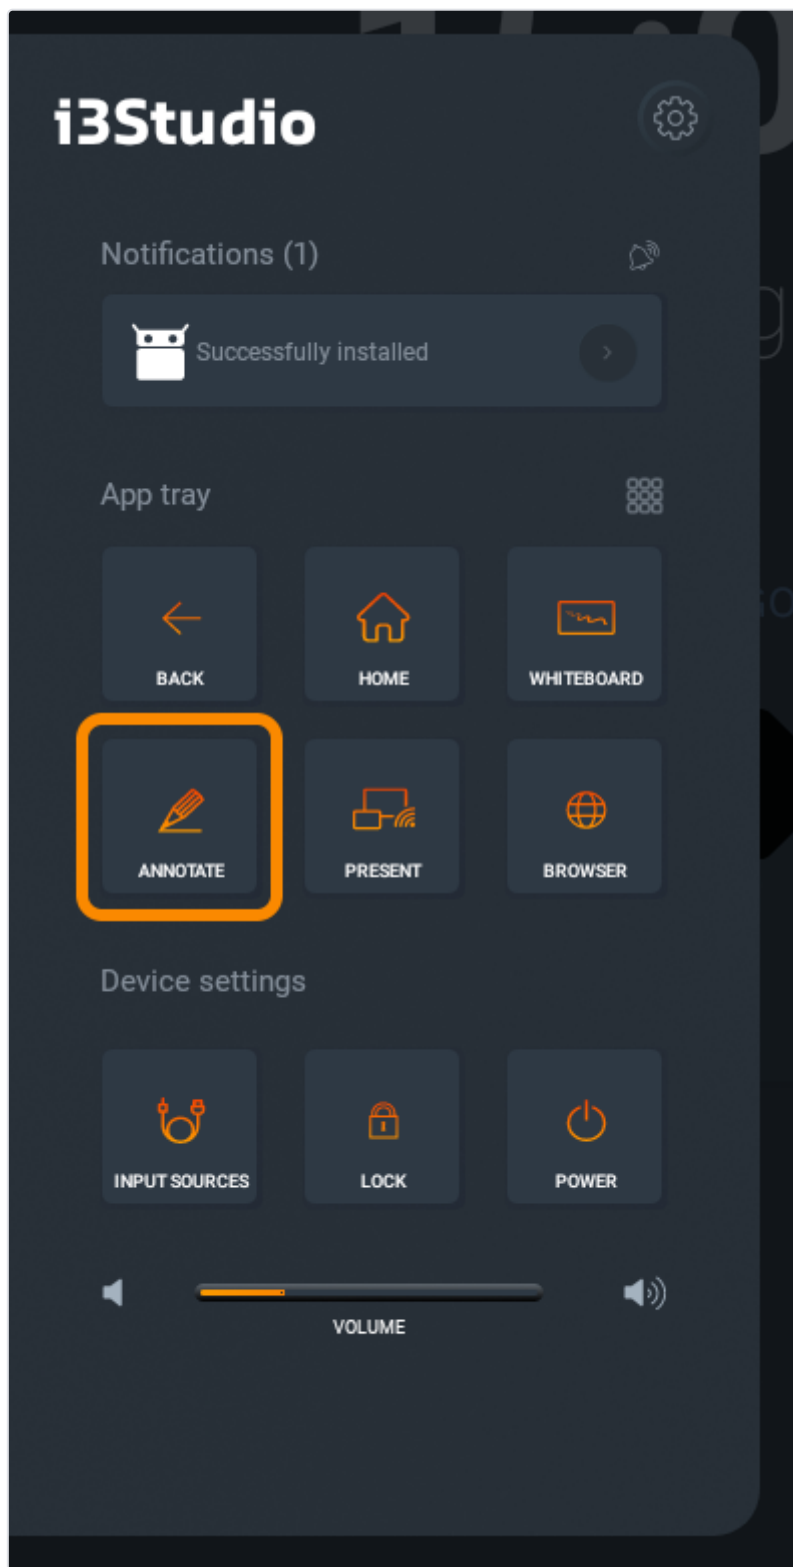 i3Studio
Notifications (1)
Successfully installed
App tray
BACK
HOME
WHITEBOARD
ANNOTATE
PRESENT
BROWSER
Device settings
INPUT SOURCES
LOCK
POWER
VOLUME